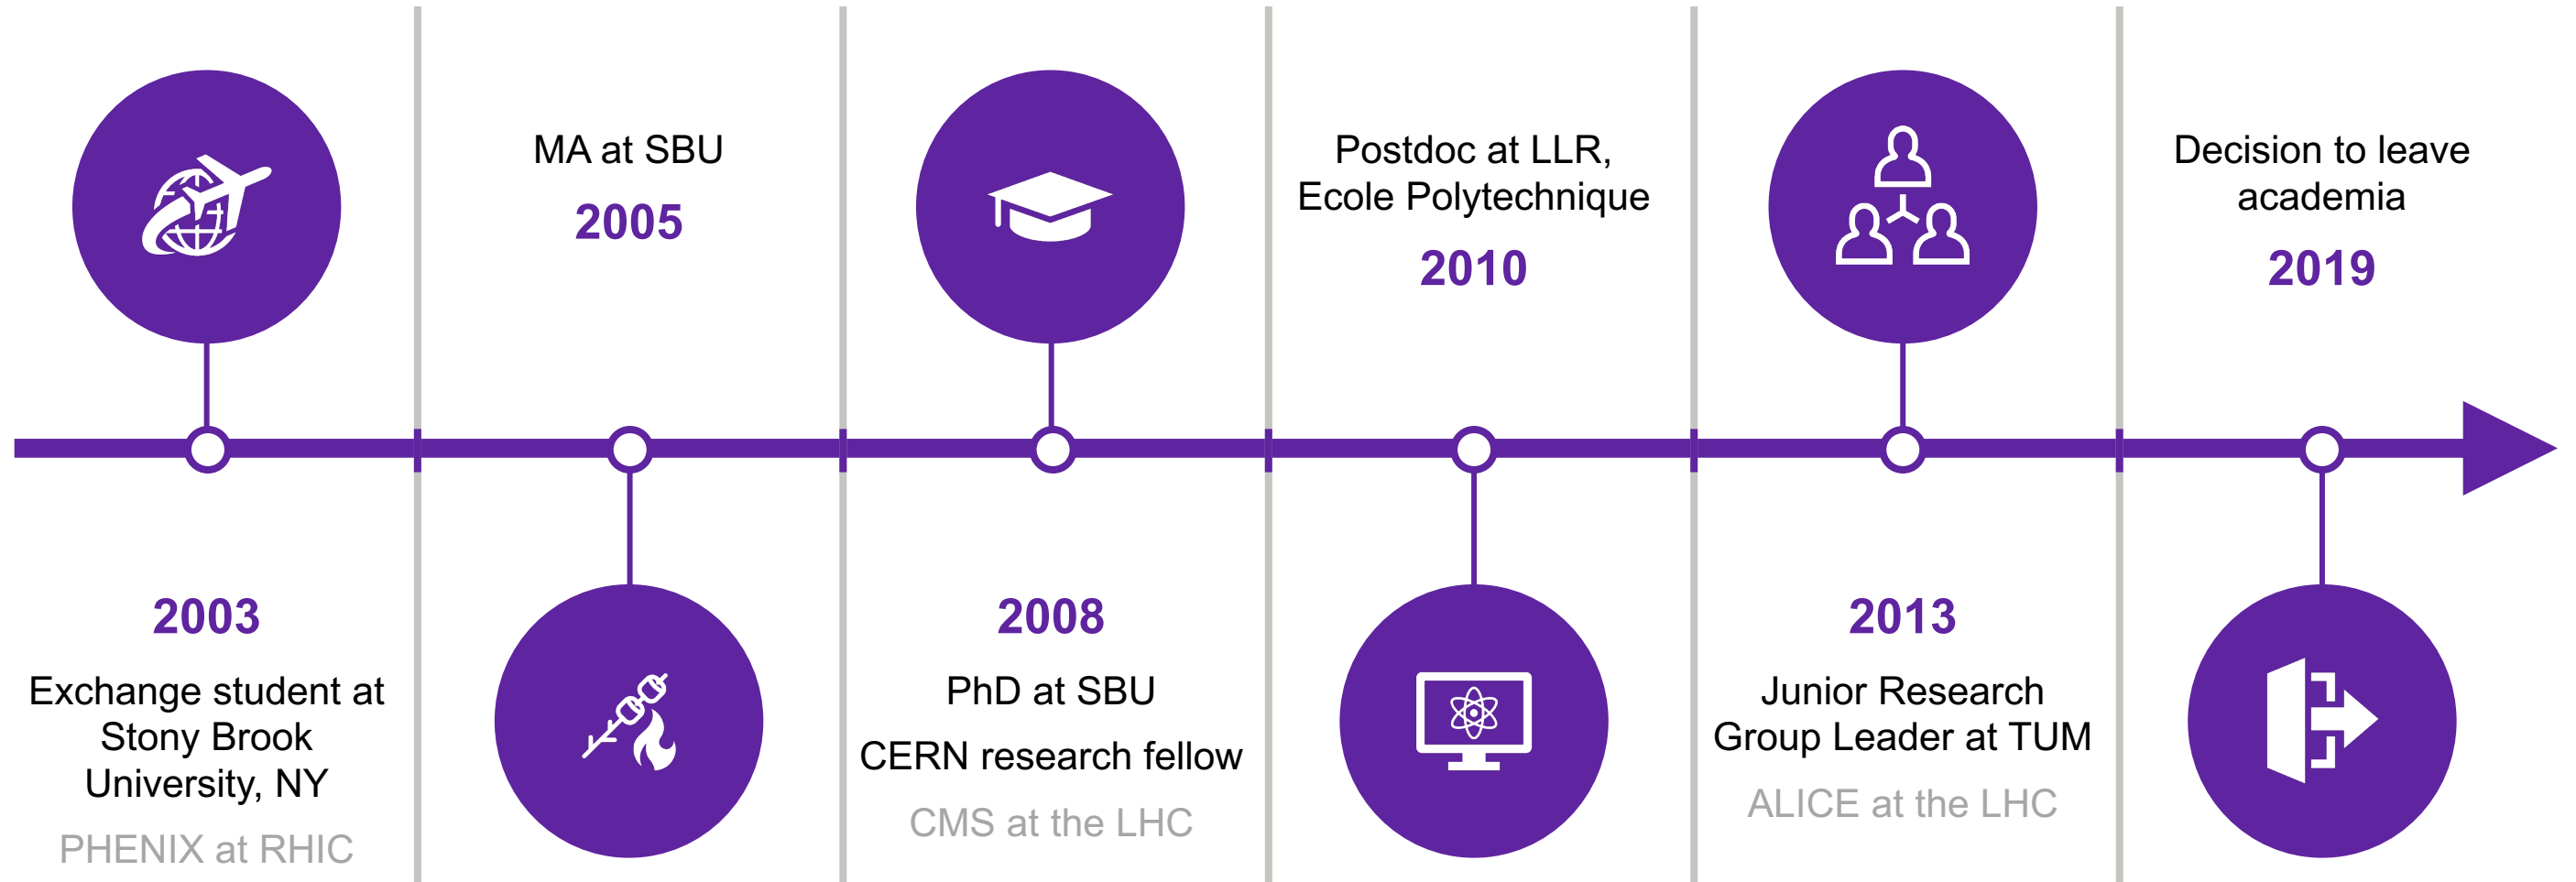 2003
Exchange student at
Stony Brook
University, NY
PHENIX at RHIC
MA at SBU
2005
2008
PhD at SBU
CERN research fellow
CMS at the LHC
Postdoc at LLR,
Ecole Polytechnique
2010
2013
Junior Research
Group Leader at TUM
ALICE at the LHC
Decision to leave
academia
2019